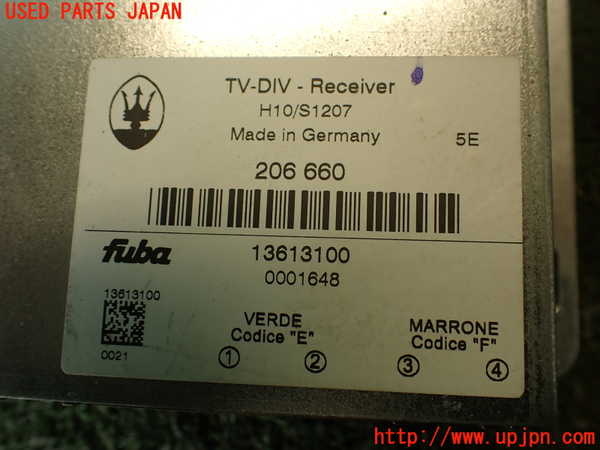 USED PARTS JAPAN
TV-DIV - Receiver
H10/S1207
Made in Germany
5E
206 660
fuba
13613100
0001648
13613100
0021
VERDE
Codice "E"
MARRONE
Codice "F"
① ② ③ ④
http://www.upjpn.com/